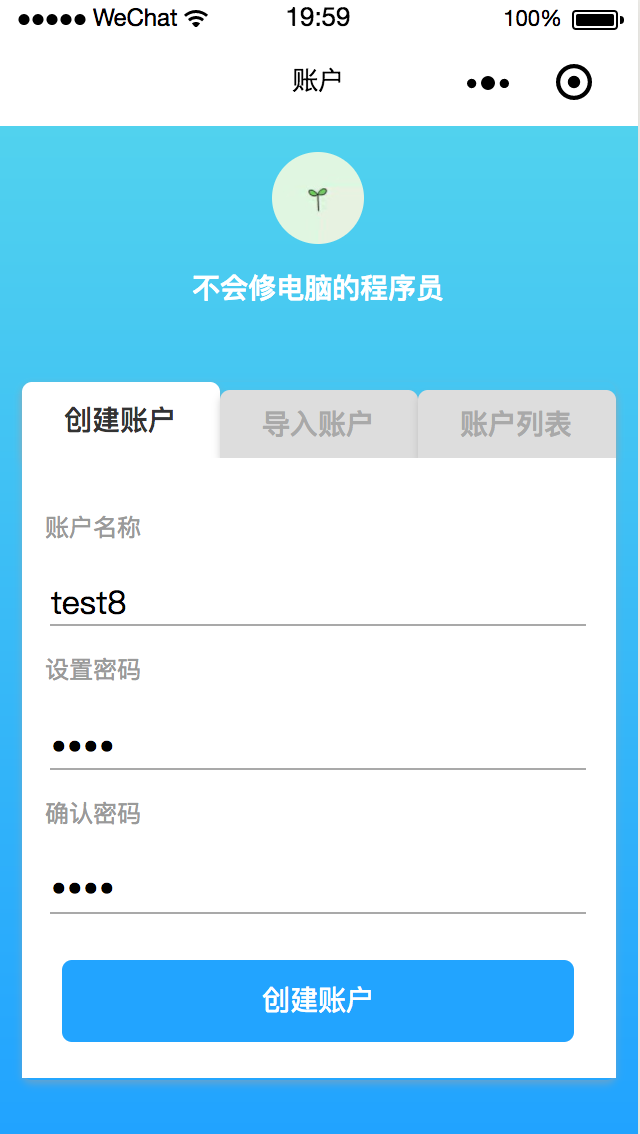 ●●●●● WeChat 19:59 100%
账户
不会修电脑的程序员
创建账户 导入账户 账户列表
账户名称
test8
设置密码
••••
确认密码
••••
创建账户